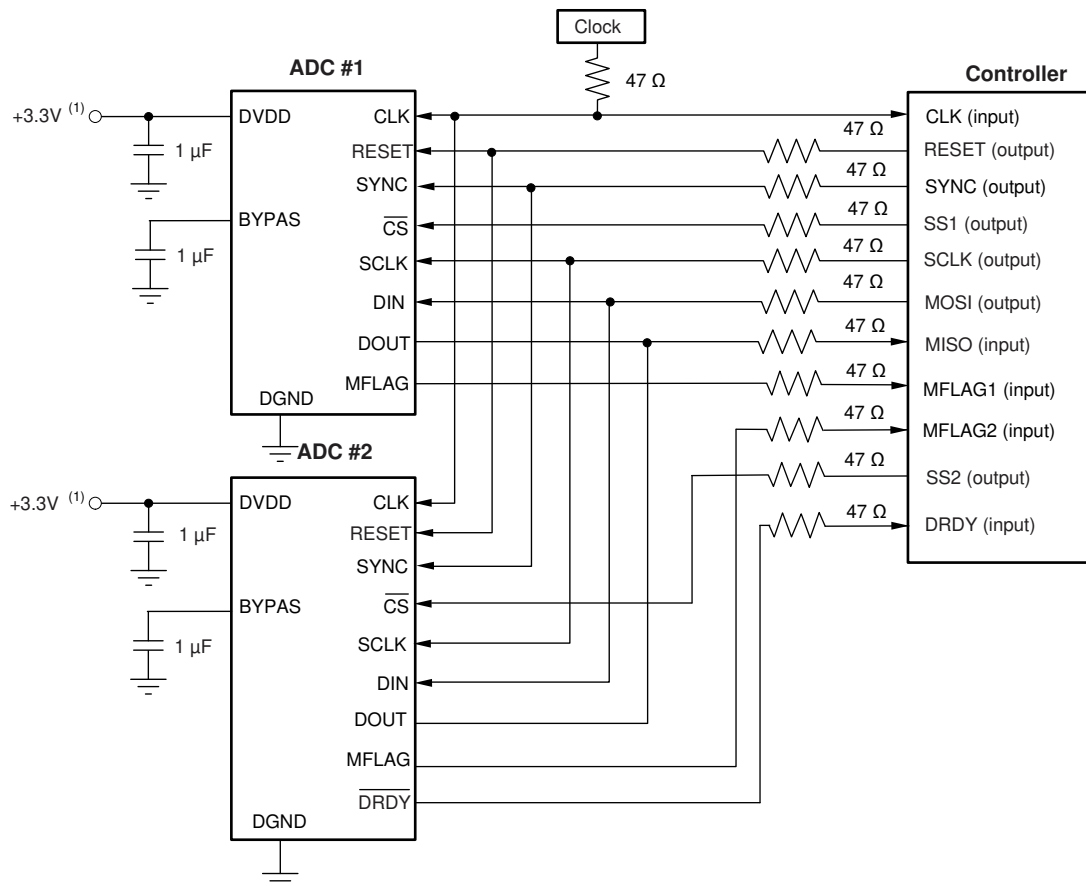 Clock
47 Ω
ADC #1
Controller
+3.3V (1)
DVDD
1 µF
BYPAS
1 µF
DGND
CLK
RESET
SYNC
CS
SCLK
DIN
DOUT
MFLAG
47 Ω
47 Ω
47 Ω
47 Ω
47 Ω
47 Ω
47 Ω
47 Ω
47 Ω
47 Ω
CLK (input)
RESET (output)
SYNC (output)
SS1 (output)
SCLK (output)
MOSI (output)
MISO (input)
MFLAG1 (input)
MFLAG2 (input)
SS2 (output)
DRDY (input)
ADC #2
+3.3V (1)
DVDD
1 µF
BYPAS
1 µF
DGND
CLK
RESET
SYNC
CS
SCLK
DIN
DOUT
MFLAG
DRDY